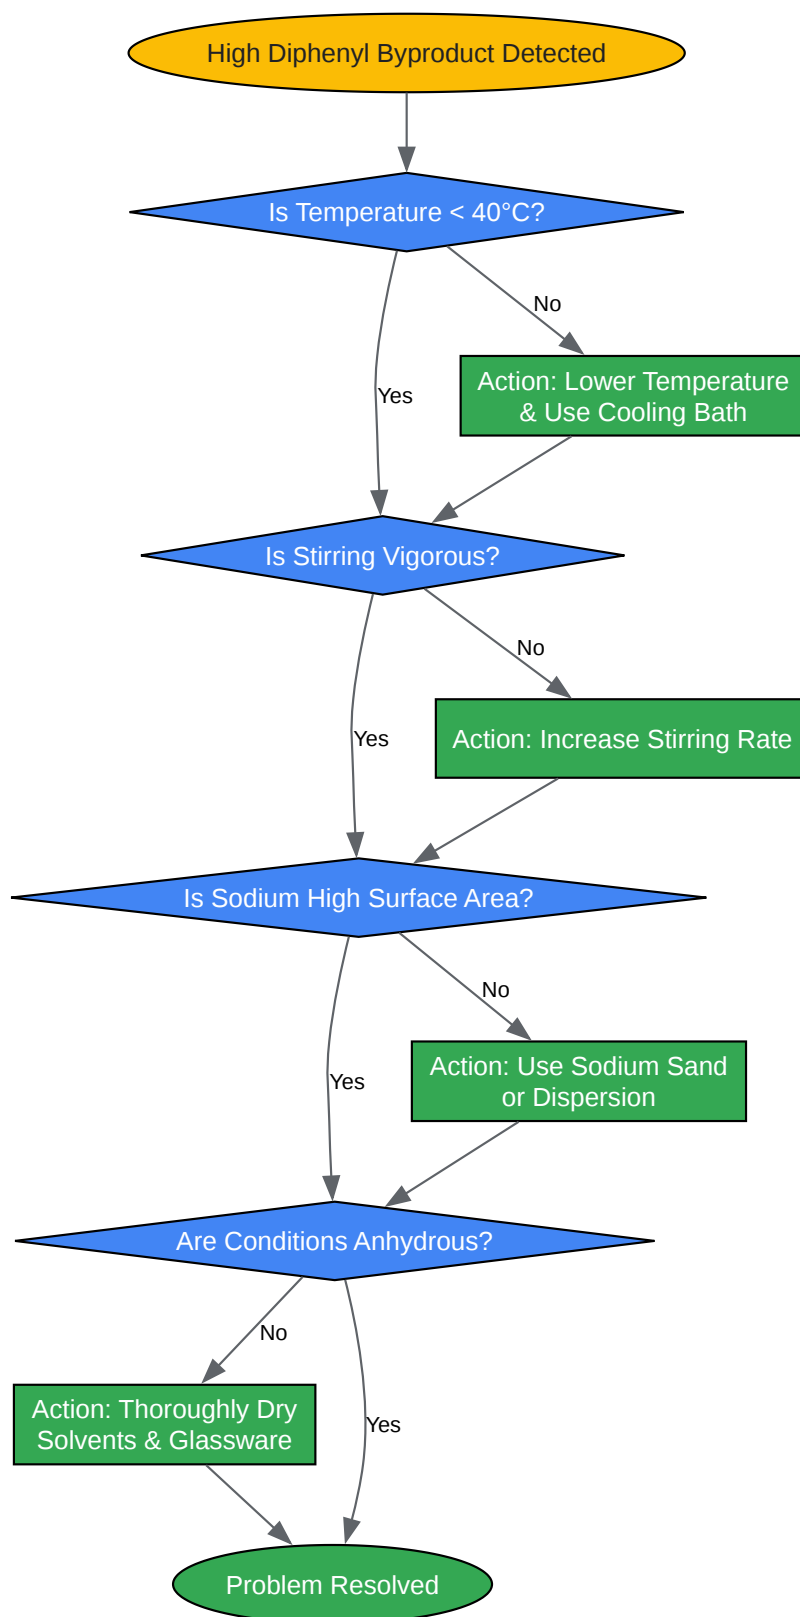 High Diphenyl Byproduct Detected
Is Temperature < 40°C?
No
Action: Lower Temperature
& Use Cooling Bath
Yes
Is Stirring Vigorous?
No
Action: Increase Stirring Rate
Yes
Is Sodium High Surface Area?
No
Action: Use Sodium Sand
or Dispersion
Yes
Are Conditions Anhydrous?
No
Action: Thoroughly Dry
Solvents & Glassware
Yes
Problem Resolved